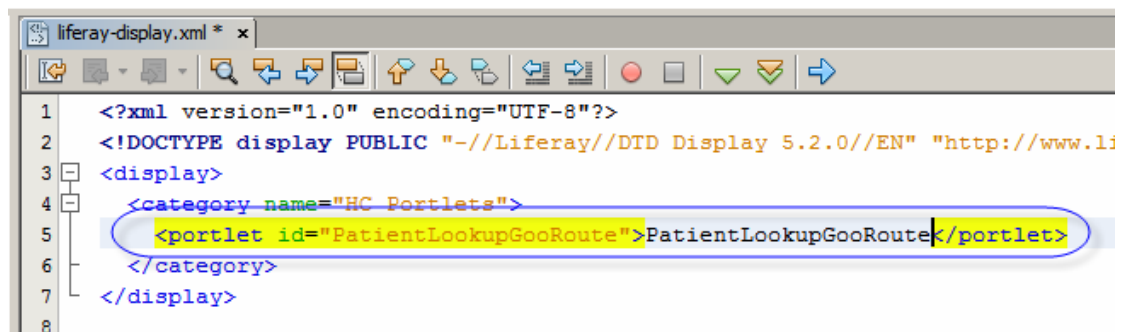 liferay-display.xml * x
1 <?xml version="1.0" encoding="UTF-8"?>
2 <!DOCTYPE display PUBLIC "-//Liferay//DTD Display 5.2.0//EN" "http://www.li
3 <display>
4 <category name="HC Portlets">
5 <portlet id="PatientLookupGooRoute">PatientLookupGooRoute</portlet>
6 </category>
7 </display>
8